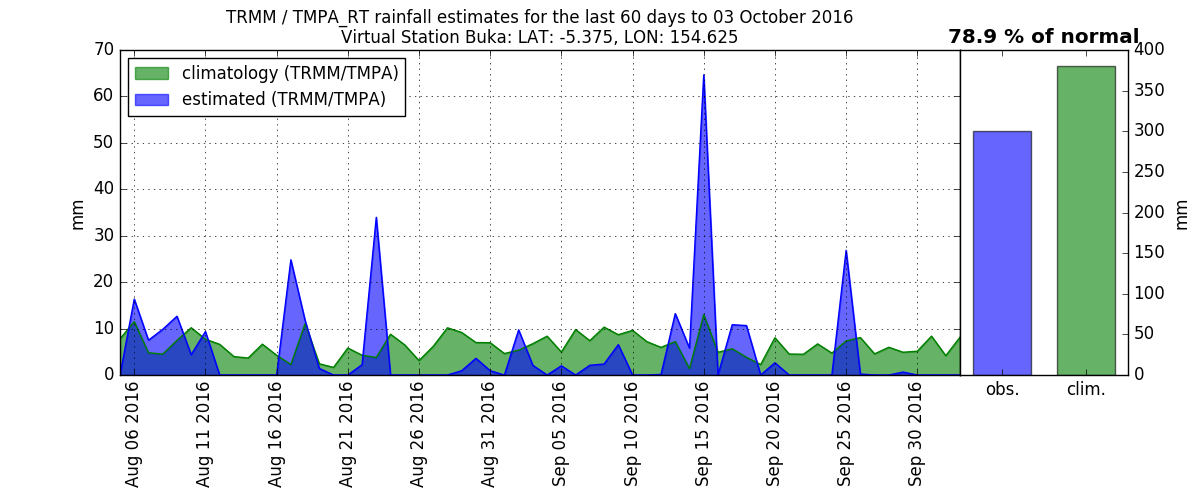 TRMM / TMPA_RT rainfall estimates for the last 60 days to 03 October 2016
Virtual Station Buka: LAT: -5.375, LON: 154.625
78.9 % of normal
climatology (TRMM/TMPA)
estimated (TRMM/TMPA)
70
60
50
40
30
20
10
0
mm
Aug 06 2016
Aug 11 2016
Aug 16 2016
Aug 21 2016
Aug 26 2016
Aug 31 2016
Sep 05 2016
Sep 10 2016
Sep 15 2016
Sep 20 2016
Sep 25 2016
Sep 30 2016
obs.
clim.
400
350
300
250
200
150
100
50
0
mm